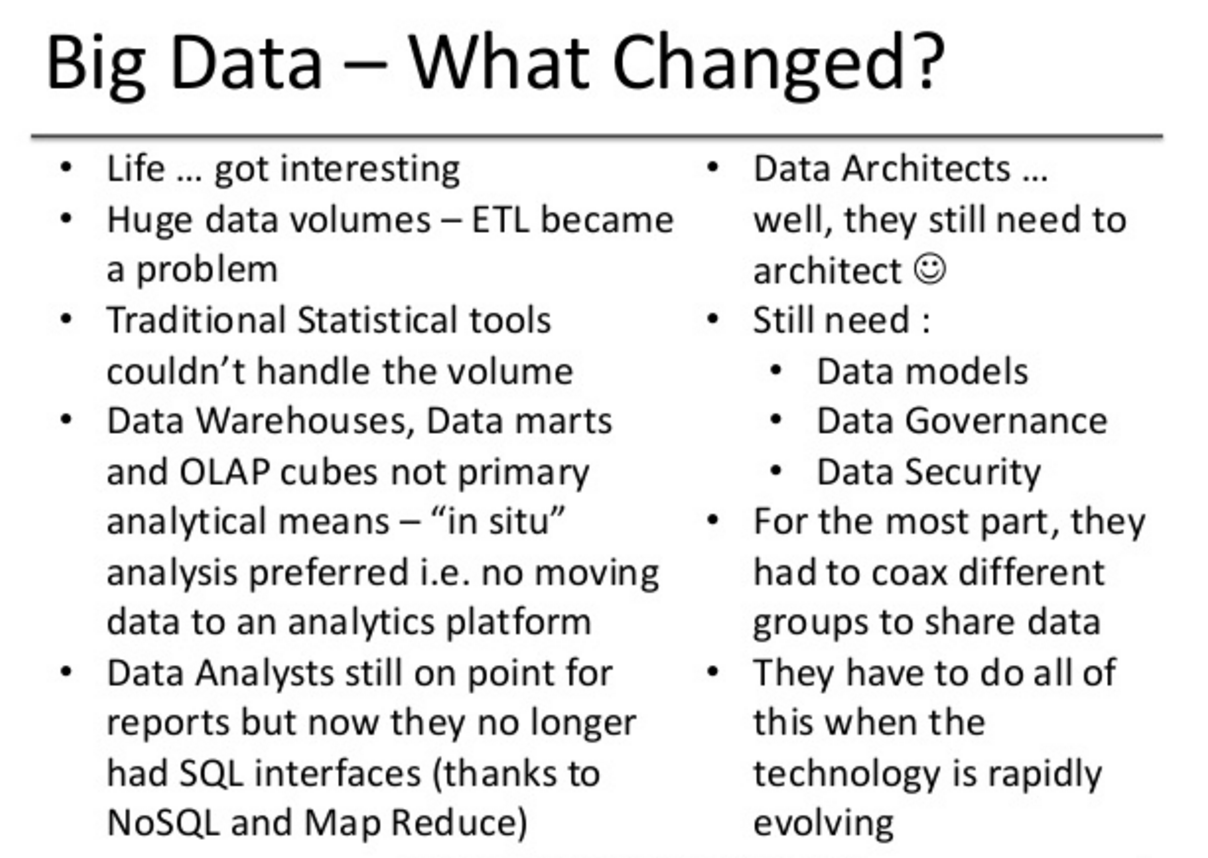 Big Data – What Changed?
• Life … got interesting
• Huge data volumes – ETL became
a problem
• Traditional Statistical tools
couldn’t handle the volume
• Data Warehouses, Data marts
and OLAP cubes not primary
analytical means – “in situ”
analysis preferred i.e. no moving
data to an analytics platform
• Data Analysts still on point for
reports but now they no longer
had SQL interfaces (thanks to
NoSQL and Map Reduce)
• Data Architects …
well, they still need to
architect ☺
• Still need :
• Data models
• Data Governance
• Data Security
• For the most part, they
had to coax different
groups to share data
• They have to do all of
this when the
technology is rapidly
evolving